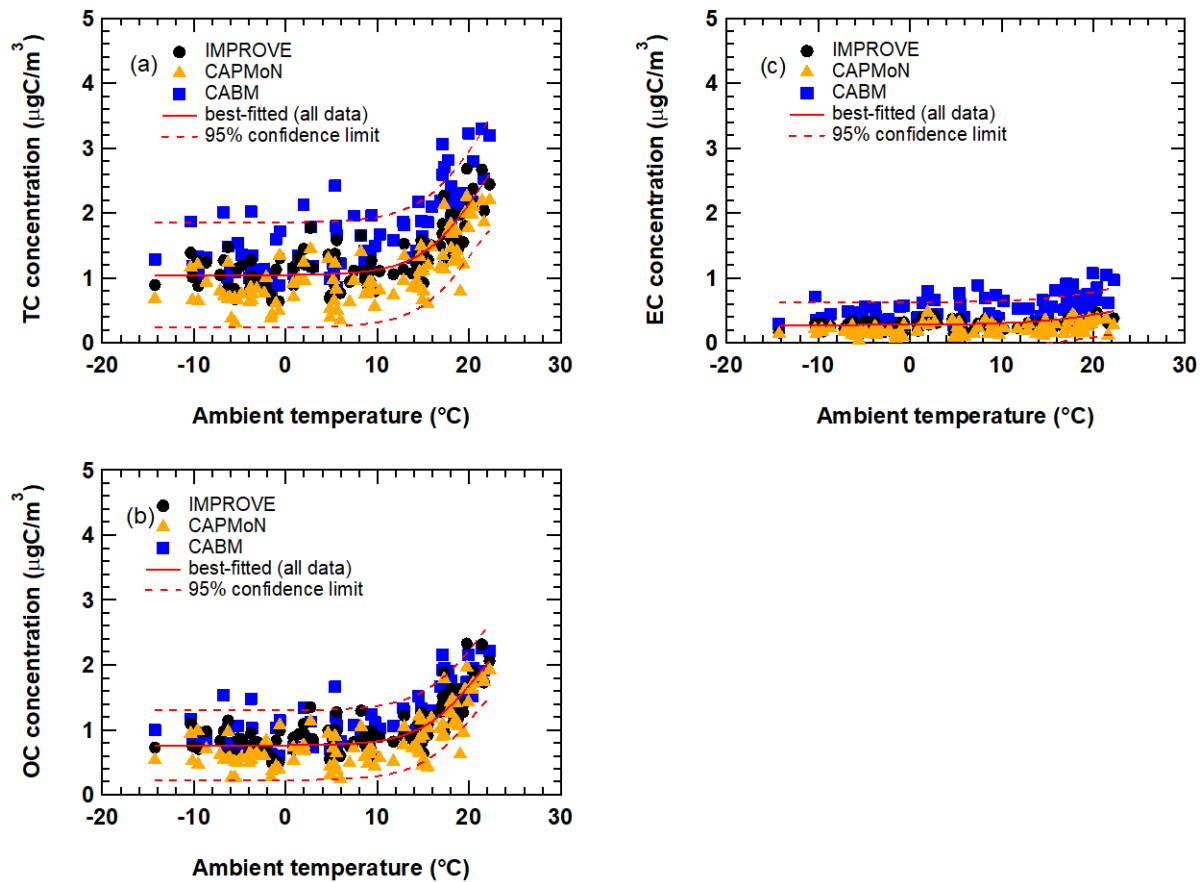 5
4
3
2
1
0
TC concentration (µgC/m³)
(a)
IMPROVE
CAPMoN
CABM
best-fitted (all data)
95% confidence limit
-20 -10 0 10 20 30
Ambient temperature (°C)
5
4
3
2
1
0
EC concentration (µgC/m³)
(c)
IMPROVE
CAPMoN
CABM
best-fitted (all data)
95% confidence limit
-20 -10 0 10 20 30
Ambient temperature (°C)
5
4
3
2
1
0
OC concentration (µgC/m³)
(b)
IMPROVE
CAPMoN
CABM
best-fitted (all data)
95% confidence limit
-20 -10 0 10 20 30
Ambient temperature (°C)